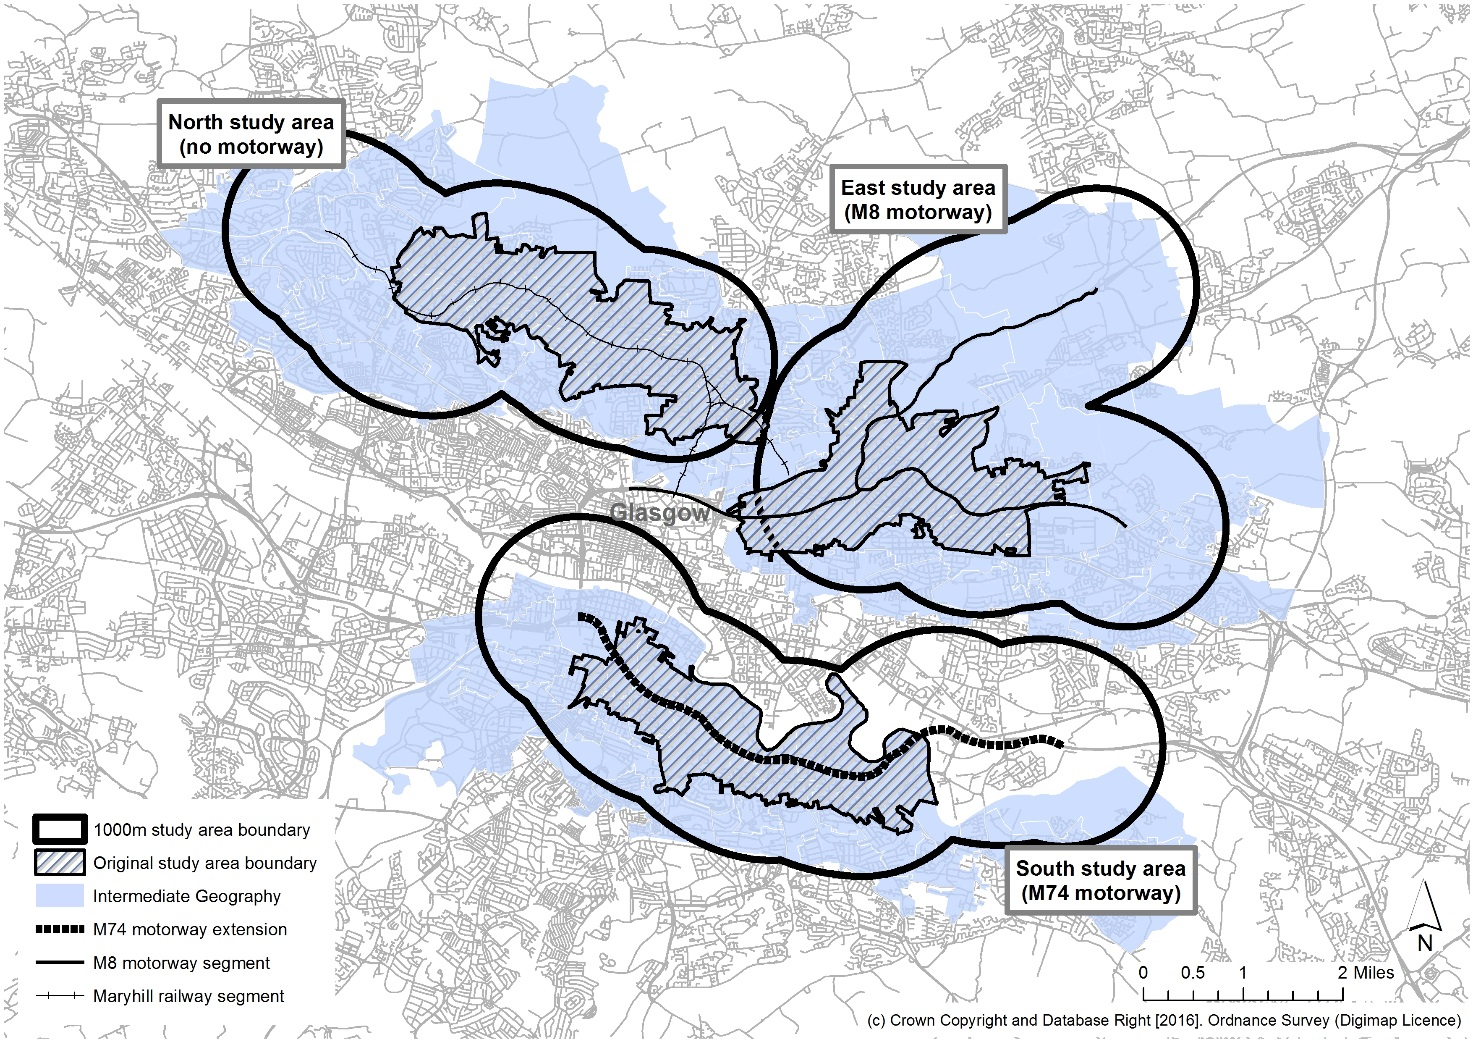 North study area
(no motorway)
East study area
(M8 motorway)
Glasgow
South study area
(M74 motorway)
1000m study area boundary
Original study area boundary
Intermediate Geography
M74 motorway extension
M8 motorway segment
Maryhill railway segment
N
0 0.5 1 2 Miles
(c) Crown Copyright and Database Right [2016]. Ordnance Survey (Digimap Licence)